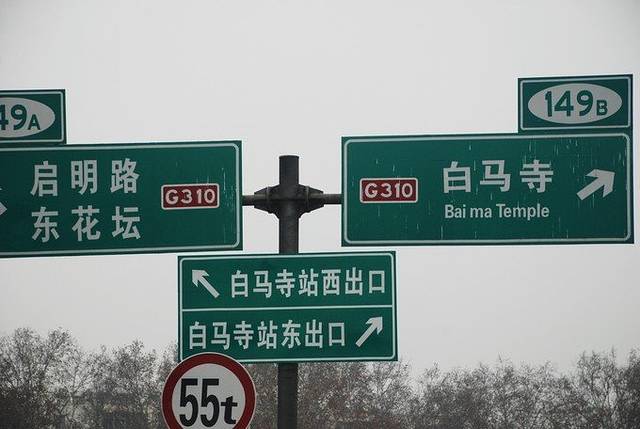 49A
启明路
东花坛
G310
149B
G310
白马寺
Bai ma Temple
白马寺站西出口
白马寺站东出口
55t